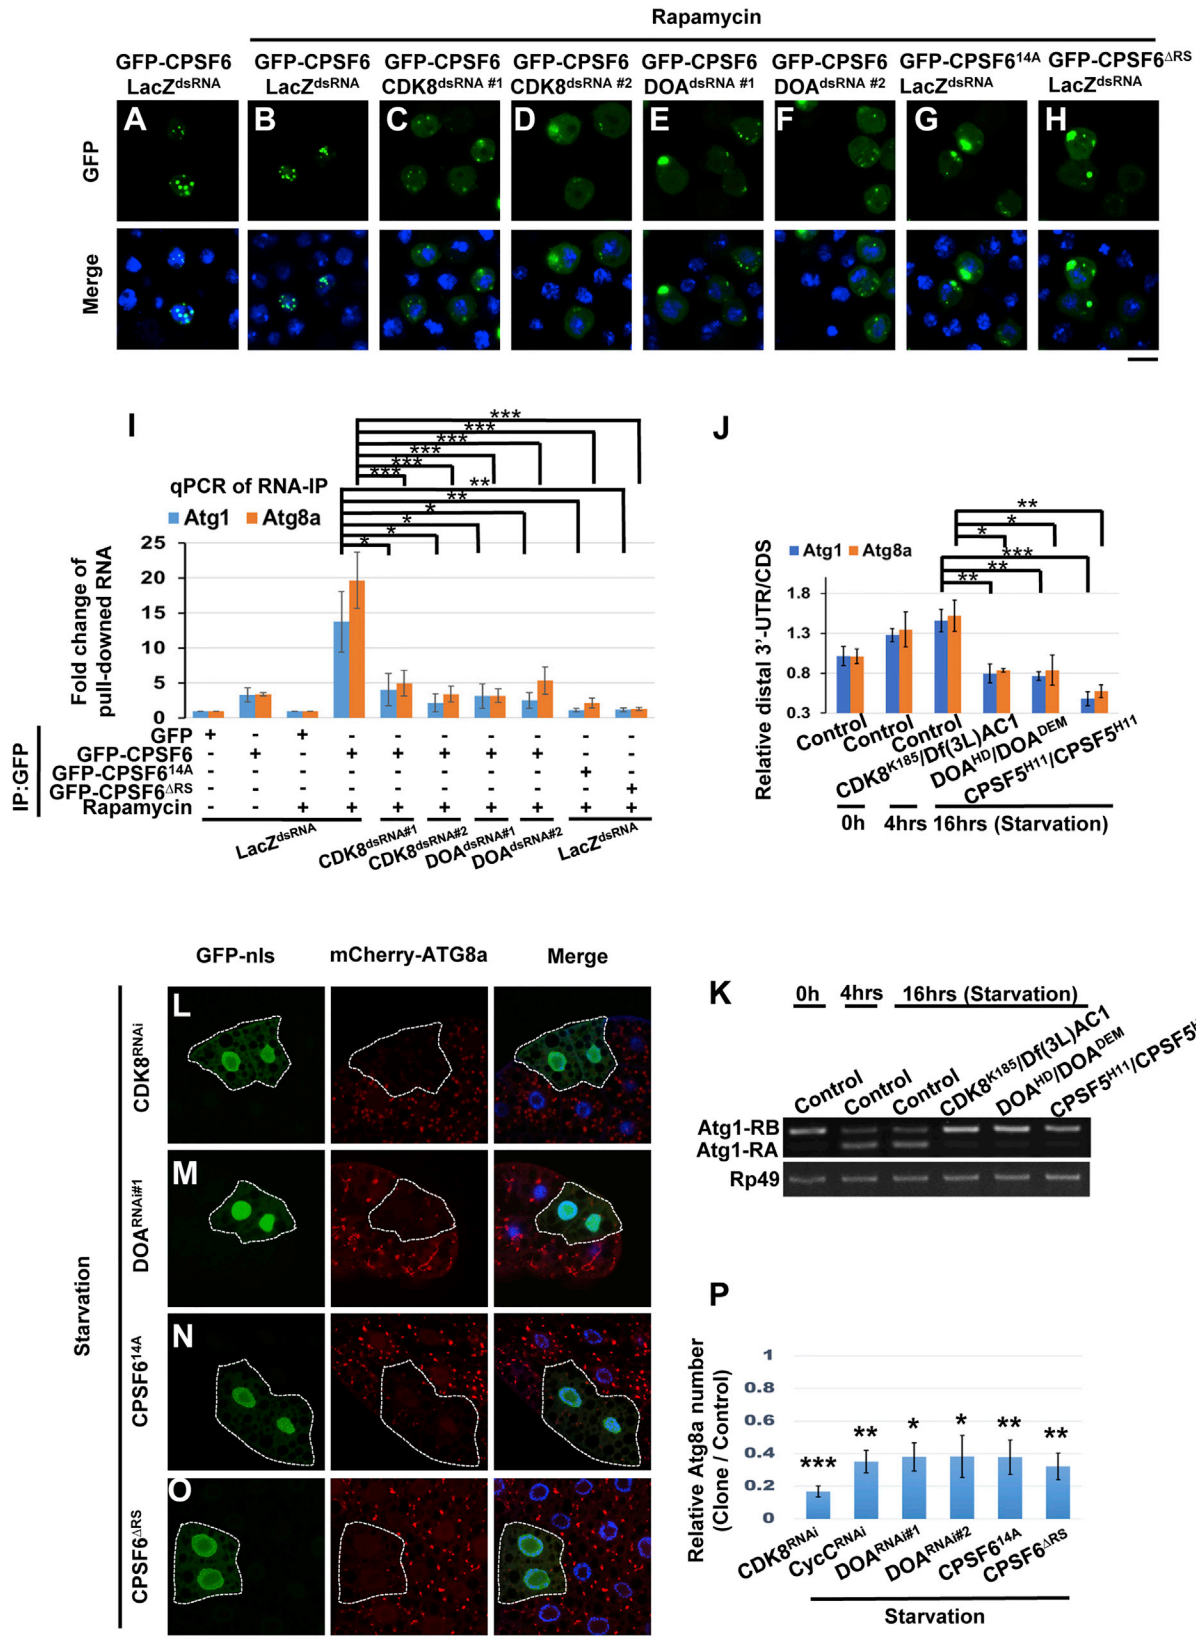 Rapamycin
GFP-CPSF6 GFP-CPSF6 GFP-CPSF6 GFP-CPSF6 GFP-CPSF6 GFP-CPSF6 GFP-CPSF6¹⁴ᴬ GFP-CPSF6ΔRS
LacZdsRNA LacZdsRNA CDK8dsRNA #1 CDK8dsRNA #2 DOAdsRNA #1 DOAdsRNA #2 LacZdsRNA LacZdsRNA
A B C D E F G H
GFP
Merge
I
***
***
***
***
***
***
**
**
*
*
*
*
qPCR of RNA-IP
Atg1 Atg8a
Fold change of
pull-downed RNA
25
20
15
10
5
0
IP:GFP
GFP + - + - - - - - - -
GFP-CPSF6 - + - + + + + + - -
GFP-CPSF6¹⁴ᴬ - - - - - - - - + -
GFP-CPSF6ΔRS - - - - - - - - - +
Rapamycin - - + + + + + + + +
LacZdsRNA CDK8dsRNA#1 CDK8dsRNA#2 DOAdsRNA#1 DOAdsRNA#2 LacZdsRNA
J
**
*
*
***
**
**
Atg1 Atg8a
Relative distal 3'-UTR/CDS
1.8
1.3
0.8
0.3
Control Control Control CDK8K185/Df(3L)AC1 DOAHD/DOADEM CPSF5H11/CPSF5H11
0h 4hrs 16hrs (Starvation)
GFP-nls mCherry-ATG8a Merge
Starvation
L
CDK8RNAi
M
DOARNAi#1
N
CPSF6¹⁴ᴬ
O
CPSF6ΔRS
K
0h 4hrs 16hrs (Starvation)
Control Control Control CDK8K185/Df(3L)AC1 DOAHD/DOADEM CPSF5H11/CPSF5H
Atg1-RB
Atg1-RA
Rp49
P
Relative Atg8a number
(Clone / Control)
1
0.8
0.6
0.4
0.2
0
*** ** * * ** **
CDK8RNAi CycCRNAi DOARNAi#1 DOARNAi#2 CPSF6¹⁴ᴬ CPSF6ΔRS
Starvation